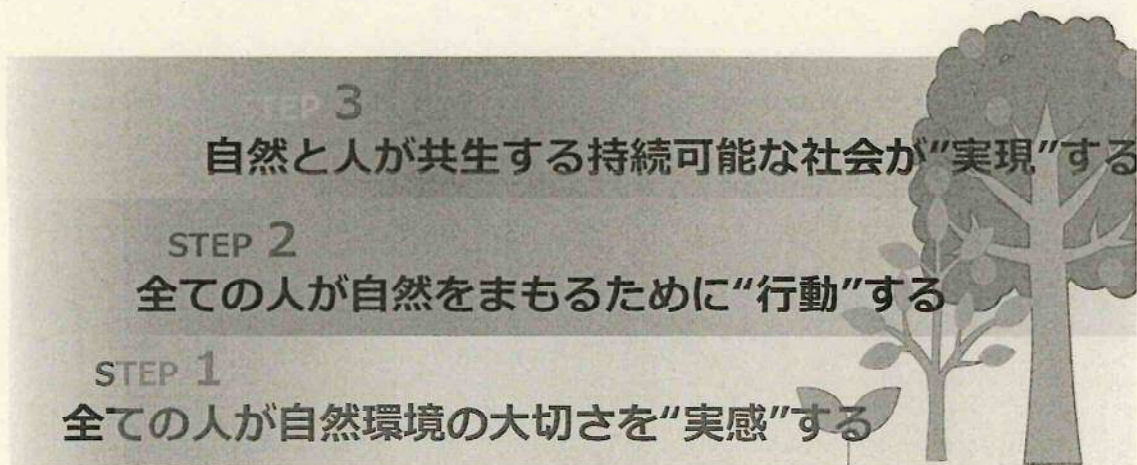 STEP 3
自然と人が共生する持続可能な社会が"実現"する
STEP 2
全ての人が自然をまもるために“行動”する
STEP 1
全ての人が自然環境の大切さを“実感”する